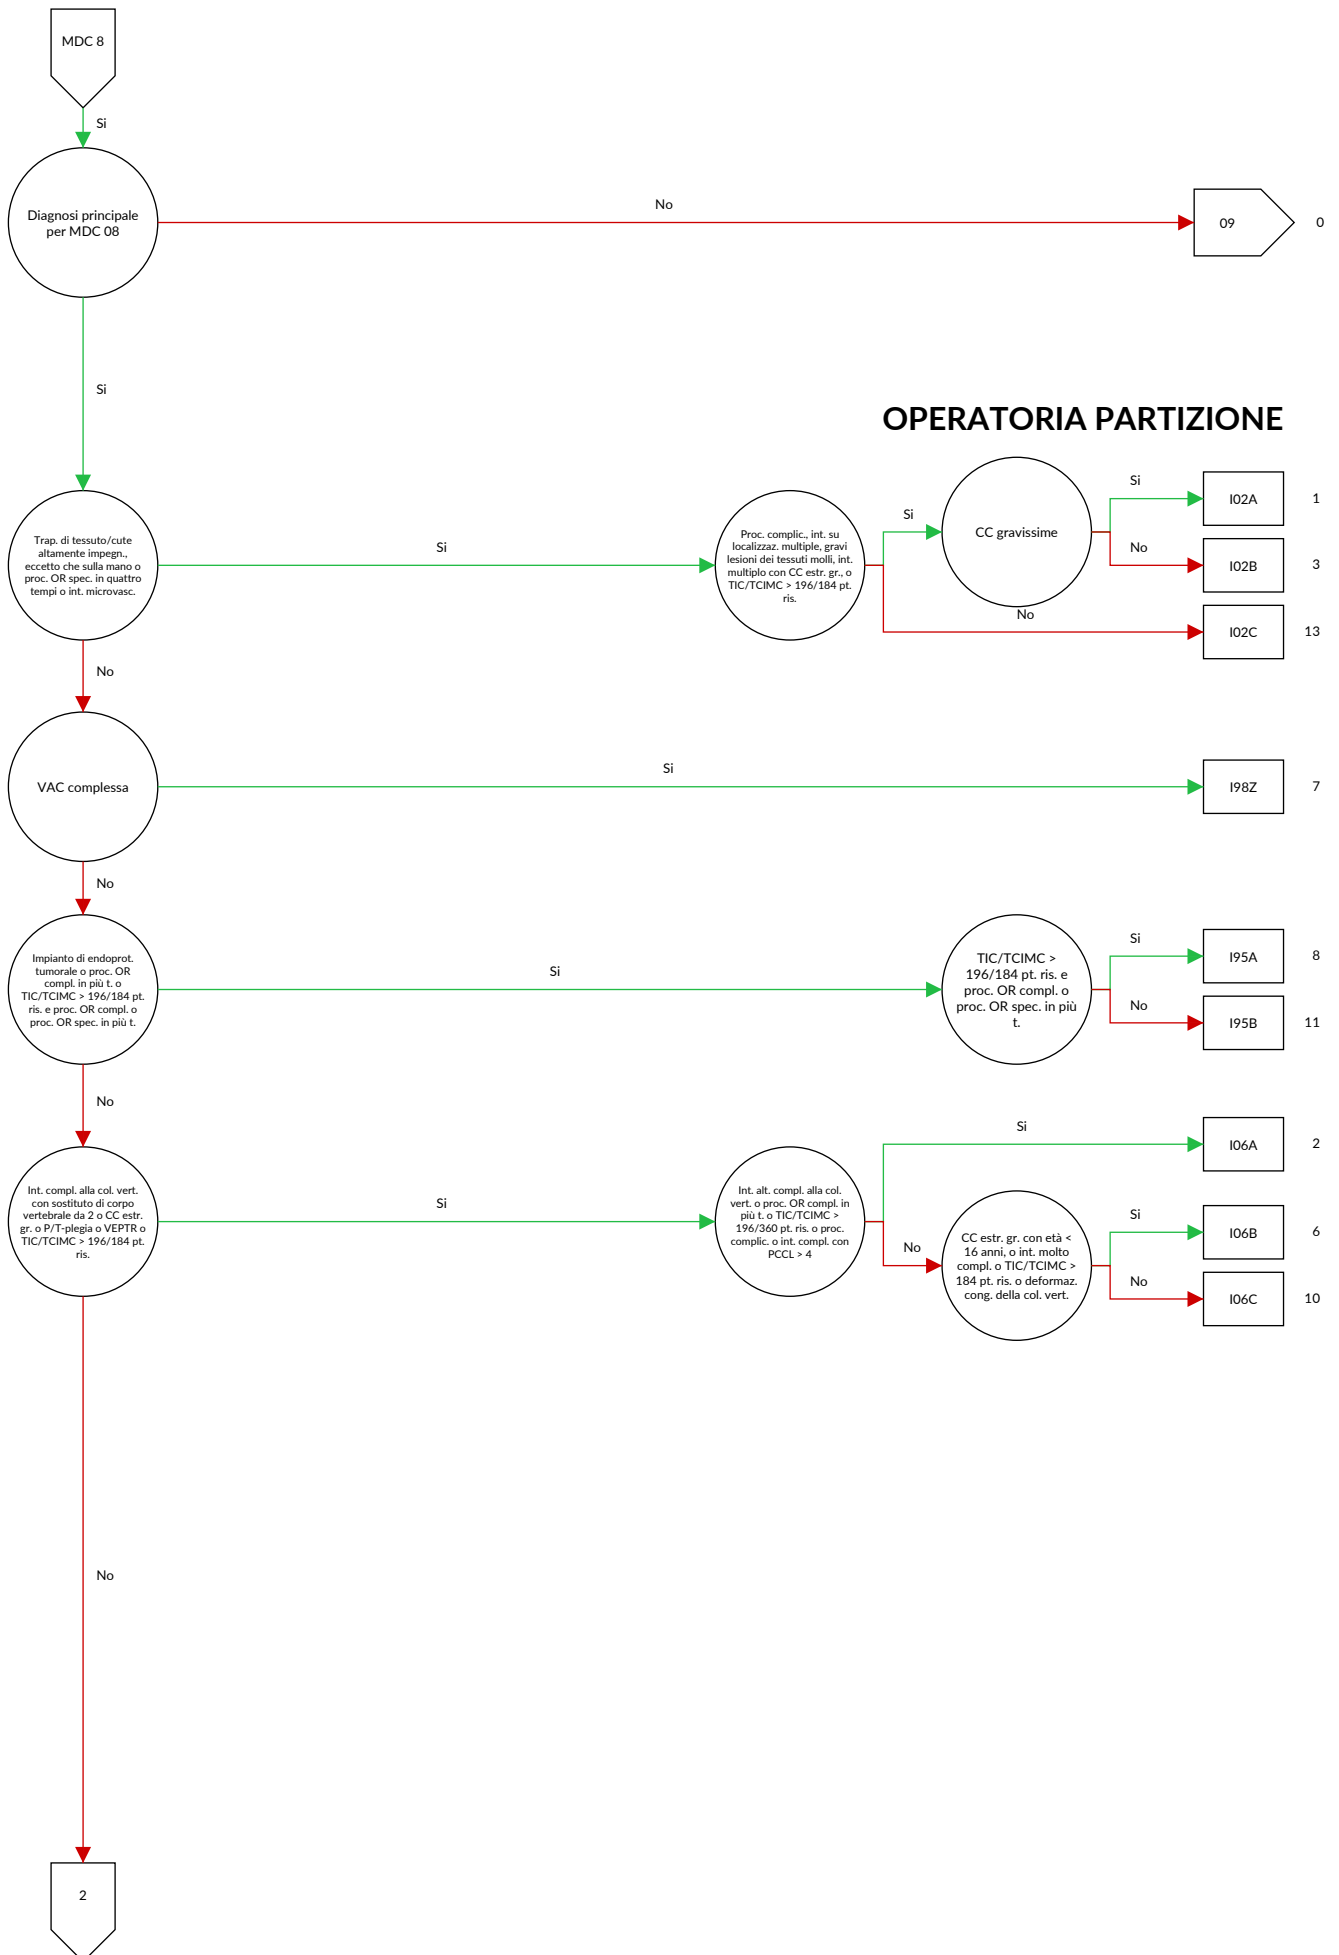 MDC 8
Si
Diagnosi principale
per MDC 08
No
09
0
Si
OPERATORIA PARTIZIONE
Trap. di tessuto/cute
altamente impegn.,
eccetto che sulla mano o
proc. OR spec. in quattro
tempi o int. microvasc.
Si
Proc. complic., int. su
localizzaz. multiple, gravi
lesioni dei tessuti molli, int.
multiplo con CC estr. gr., o
TIC/TCIMC > 196/184 pt.
ris.
Si
CC gravissime
Si
I02A
1
No
I02B
3
No
I02C
13
No
VAC complessa
Si
I98Z
7
No
Impianto di endoprot.
tumorale o proc. OR
compl. in più t. o
TIC/TCIMC > 196/184 pt.
ris. e proc. OR compl. o
proc. OR spec. in più t.
Si
TIC/TCIMC >
196/184 pt. ris. e
proc. OR compl. o
proc. OR spec. in più
t.
Si
I95A
8
No
I95B
11
No
Int. compl. alla col. vert.
con sostituto di corpo
vertebrale da 2 o CC estr.
gr. o P/T-plegia o VEPTR o
TIC/TCIMC > 196/184 pt.
ris.
Si
Int. alt. compl. alla col.
vert. o proc. OR compl. in
più t. o TIC/TCIMC >
196/360 pt. ris. o proc.
complic. o int. compl. con
PCCL > 4
Si
I06A
2
No
CC estr. gr. con età <
16 anni, o int. molto
compl. o TIC/TCIMC >
184 pt. ris. o deformaz.
cong. della col. vert.
Si
I06B
6
No
I06C
10
No
2